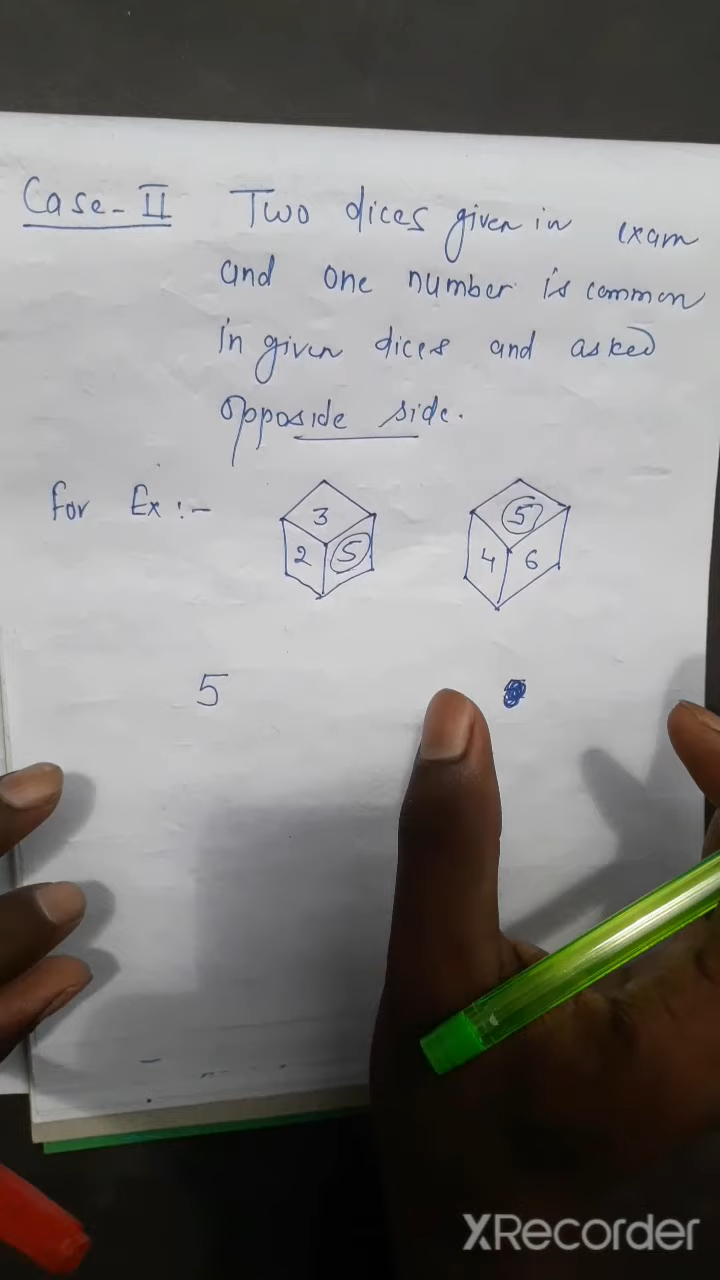 Case-II Two dices given in exam
and one number is common
in given dices and asked
opposide side.
For Ex :-
3
2 5
5
4 6
5
XRecorder